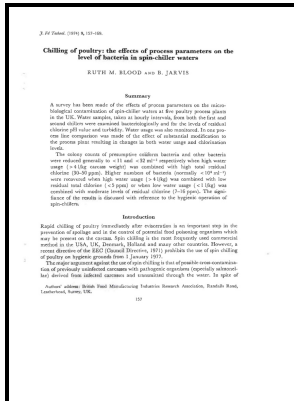 J. Fd Technol. (1974) 9, 157-169.
Chilling of poultry: the effects of process parameters on the
level of bacteria in spin-chiller waters
RUTH M. BLOOD AND B. JARVIS
Summary
A survey has been made of the effects of process parameters on the micro-
biological contamination of spin-chiller waters at five poultry process plants
in the UK. Water samples, taken at hourly intervals, from both the first and
second chillers were examined bacteriologically and for the levels of residual
chlorine pH value and turbidity. Water usage was also monitored. In one pro-
cess line comparison was made of the effect of substantial modification to
the process plant resulting in changes in both water usage and chlorination
levels.
The colony counts of presumptive coliform bacteria and other bacteria
were reduced generally to <11 and <32 ml⁻¹ respectively when high water
usage (>4 l/kg carcass weight) was combined with high total residual
chlorine (30-50 ppm). Higher numbers of bacteria (normally <10⁴ ml⁻¹)
were recovered when high water usage (>4 l/kg) was combined with low
residual total chlorine (<5 ppm) or when low water usage (<1 l/kg) was
combined with moderate levels of residual chlorine (7-16 ppm). The signi-
ficance of the results is discussed with reference to the hygienic operation of
spin-chillers.
Introduction
Rapid chilling of poultry immediately after evisceration is an important step in the
prevention of spoilage and in the control of potential food poisoning organisms which
may be present on the carcass. Spin chilling is the most frequently used commercial
method in the USA, UK, Denmark, Holland and many other countries. However, a
recent directive of the EEC (Council Directive, 1971) prohibits the use of spin chilling
of poultry on hygienic grounds from 1 January 1977.
The major argument against the use of spin chilling is that of possible cross-contamina-
tion of previously uninfected carcasses with pathogenic organisms (especially salmonel-
lae) derived from infected carcasses and transmitted through the water. In spite of
Authors' address: British Food Manufacturing Industries Research Association, Randalls Road,
Leatherhead, Surrey, UK.
157